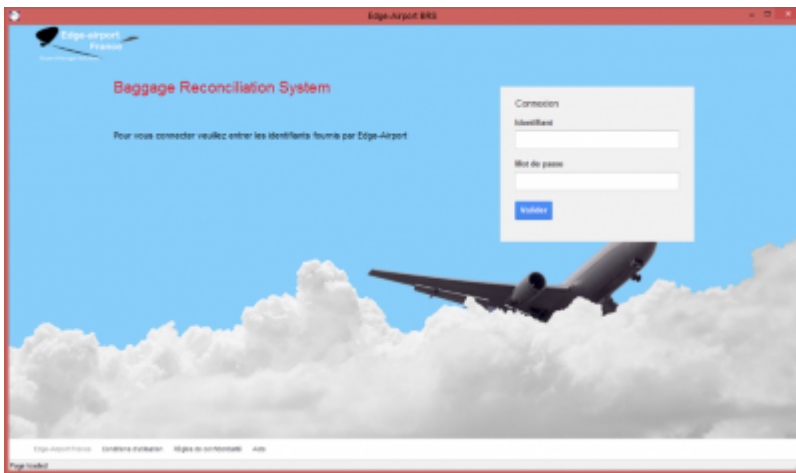 Edge-Airport BRS
Edge-airport
France
Baggage Reconciliation System
Pour vous connecter veuillez entrer les identifiants fournis par Edge-Airport
Connexion
Identifiant
Mot de passe
Valider
Edge-Airport France Conditions d'utilisation Règles de confidentialité Aide
Page loaded